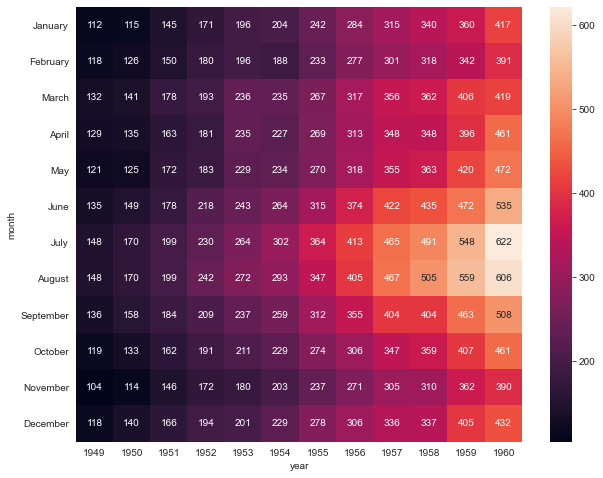 January 112 115 145 171 196 204 242 284 315 340 360 417
February 118 126 150 180 196 188 233 277 301 318 342 391
March 132 141 178 193 236 235 267 317 356 362 406 419
April 129 135 163 181 235 227 269 313 348 348 396 461
May 121 125 172 183 229 234 270 318 355 363 420 472
June 135 149 178 218 243 264 315 374 422 435 472 535
July 148 170 199 230 264 302 364 413 465 491 548 622
August 148 170 199 242 272 293 347 405 467 505 559 606
September 136 158 184 209 237 259 312 355 404 404 463 508
October 119 133 162 191 211 229 274 306 347 359 407 461
November 104 114 146 172 180 203 237 271 305 310 362 390
December 118 140 166 194 201 229 278 306 336 337 405 432
1949 1950 1951 1952 1953 1954 1955 1956 1957 1958 1959 1960
year
month
600
500
400
300
200